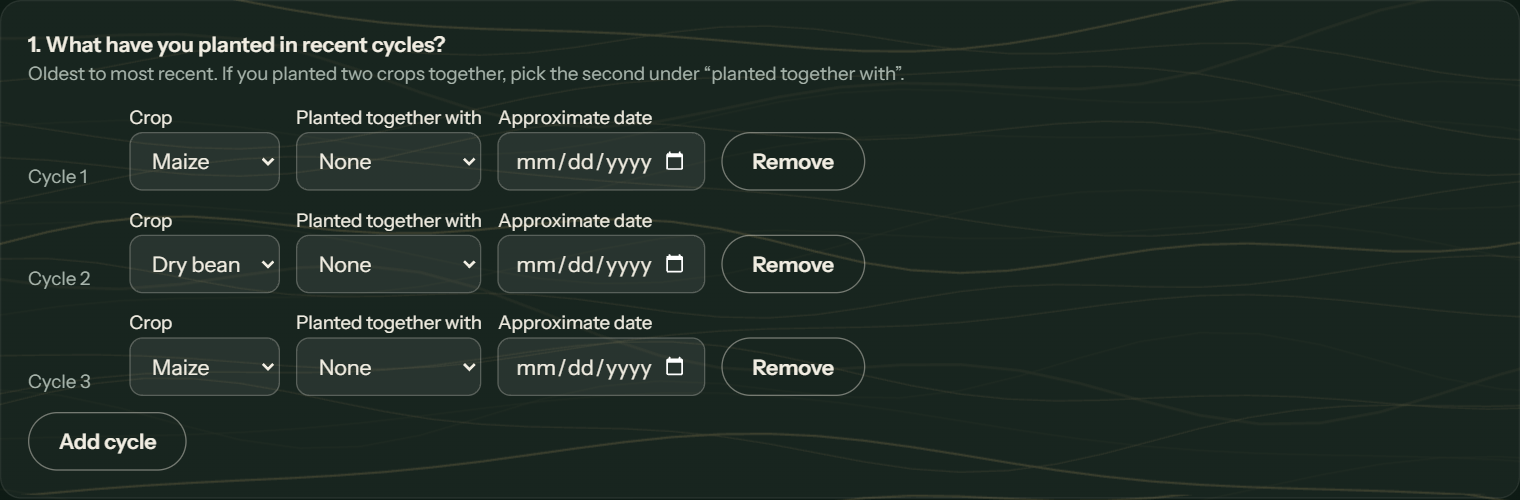 1. What have you planted in recent cycles?
Oldest to most recent. If you planted two crops together, pick the second under “planted together with”.
Crop Planted together with Approximate date
Cycle 1 Maize None mm/dd/yyyy Remove
Crop Planted together with Approximate date
Cycle 2 Dry bean None mm/dd/yyyy Remove
Crop Planted together with Approximate date
Cycle 3 Maize None mm/dd/yyyy Remove
Add cycle